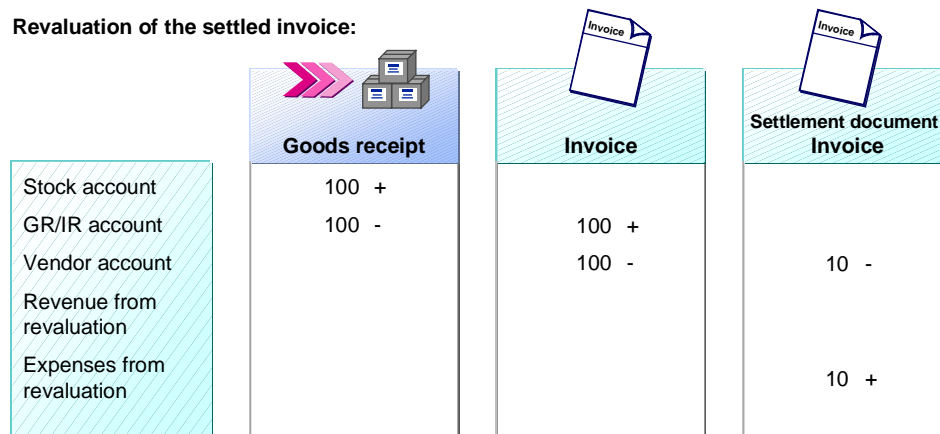 Revaluation of the settled invoice:
Invoice
Invoice
Goods receipt
Invoice
Settlement document
Invoice
Stock account
100 +
GR/IR account
100 -
100 +
Vendor account
100 -
10 -
Revenue from
revaluation
Expenses from
revaluation
10 +